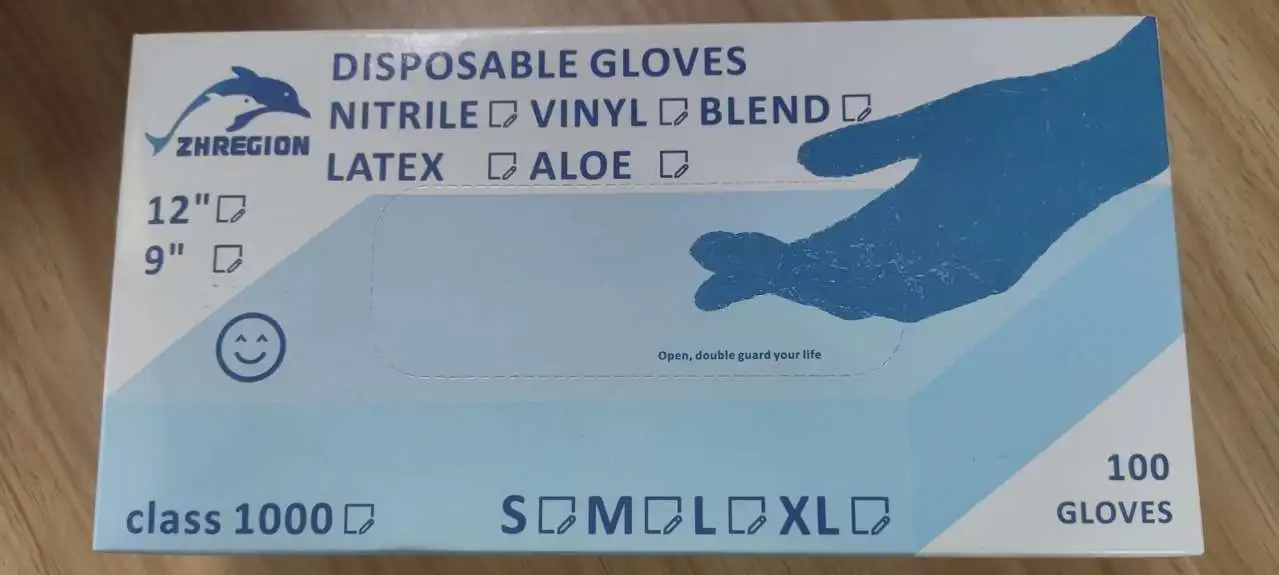 DISPOSABLE GLOVES
ZHREGION
NITRILE VINYL BLEND
LATEX ALOE
12"
9"
Open, double guard your life
100
GLOVES
class 1000 S M L XL